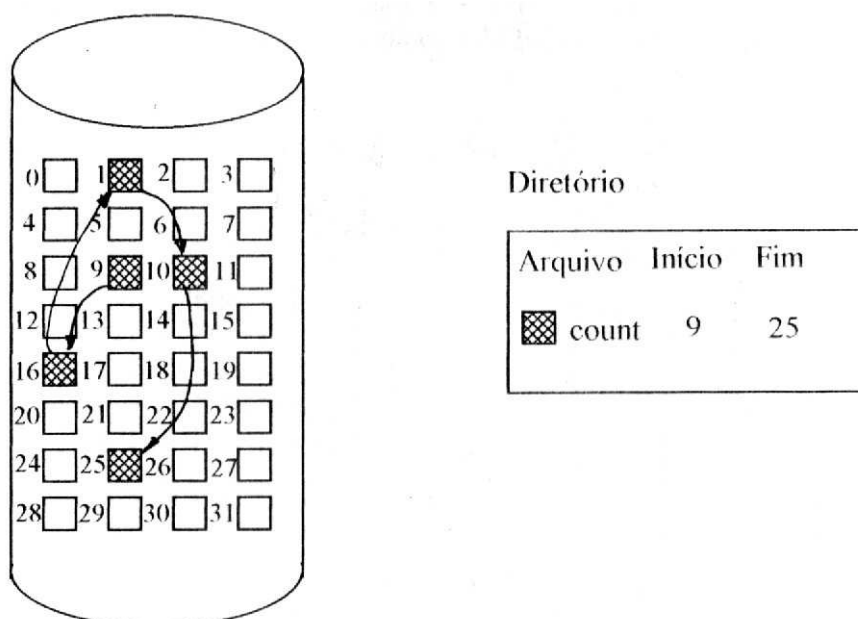 0 1 2 3
4 5 6 7
8 9 10 11
12 13 14 15
16 17 18 19
20 21 22 23
24 25 26 27
28 29 30 31
Diretório
Arquivo Início Fim
count 9 25